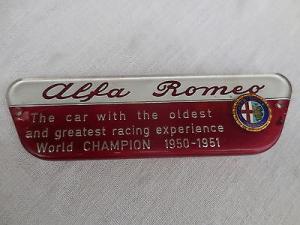 Alfa Romeo
The car with the oldest
and greatest racing experience
World CHAMPION 1950-1951